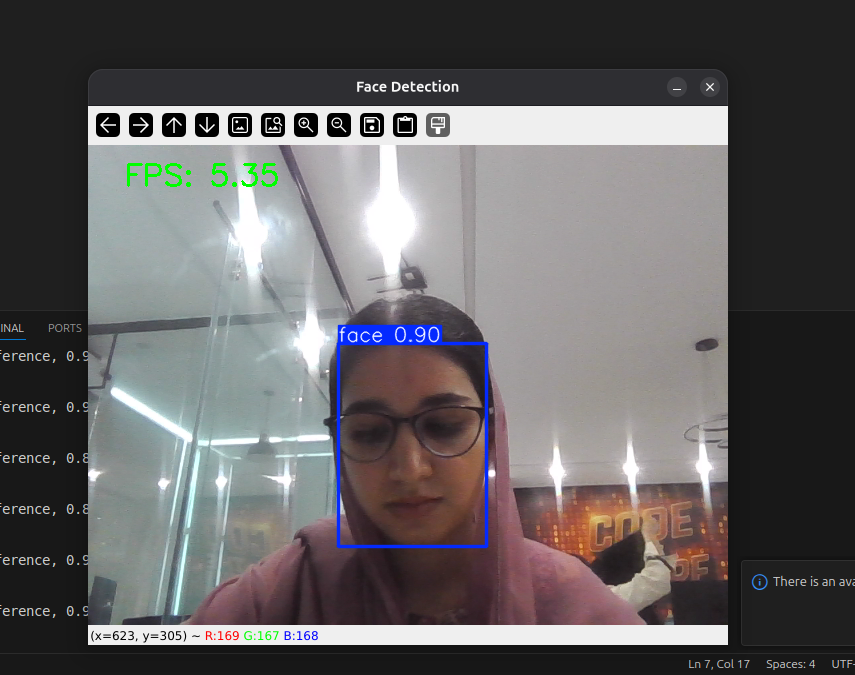 Face Detection
FPS: 5.35
face 0.90
INAL PORTS
ference, 0.9
ference, 0.9
ference, 0.8
ference, 0.8
ference, 0.9
ference, 0.9
CODE
OF
There is an ava
(x=623, y=305) ~ R:169 G:167 B:168
Ln 7, Col 17 Spaces: 4 UTF-